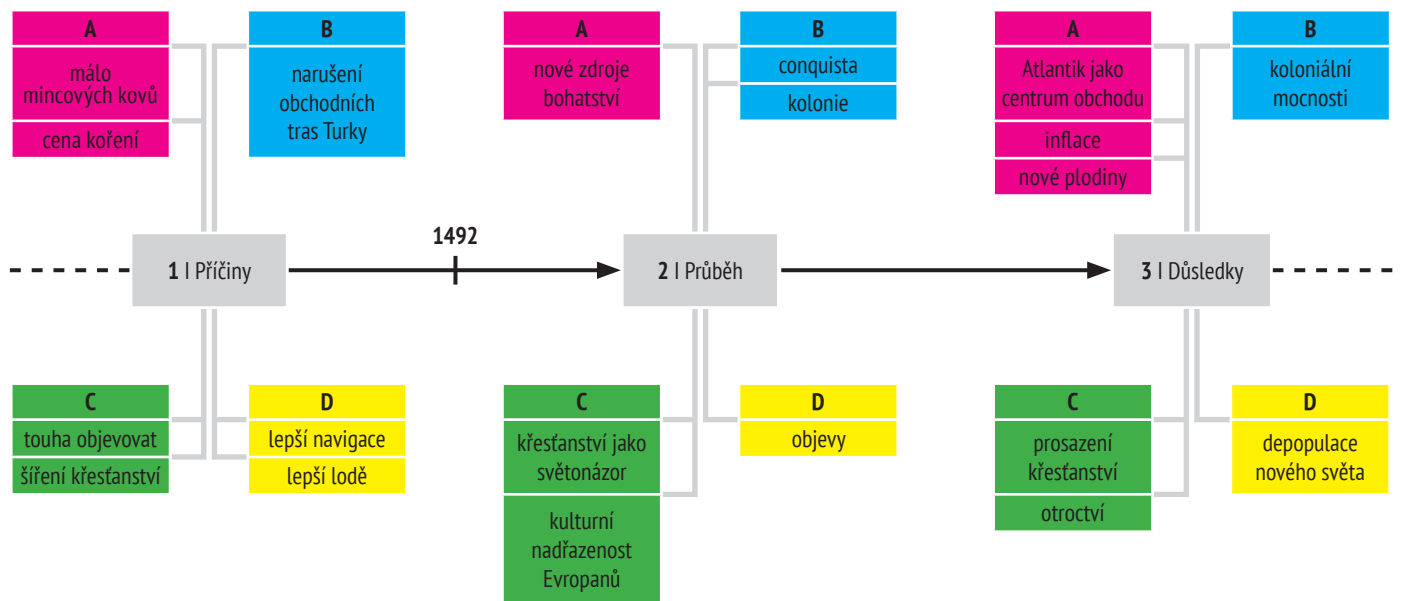 A
málo
mincových kovů
cena koření
B
narušení
obchodních
tras Turky
A
nové zdroje
bohatství
B
conquista
kolonie
A
Atlantik jako
centrum obchodu
inflace
nové plodiny
B
koloniální
mocnosti
1 I Příčiny
1492
2 I Průběh
3 I Důsledky
C
touha objevovat
šíření křesťanství
D
lepší navigace
lepší lodě
C
křesťanství jako
světonázor
kulturní
nadřazenost
Evropanů
D
objevy
C
prosazení
křesťanství
otroctví
D
depopulace
nového světa